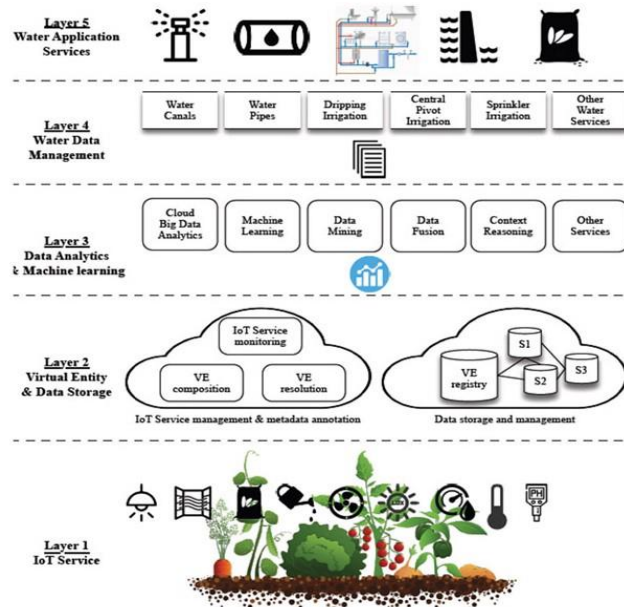 Layer 5
Water Application
Services
Layer 4
Water Data
Management
Water
Canals
Water
Pipes
Dripping
Irrigation
Central
Pivot
Irrigation
Sprinkler
Irrigation
Other
Water
Services
Layer 3
Data Analytics
& Machine learning
Cloud
Big Data
Analytics
Machine
Learning
Data
Mining
Data
Fusion
Context
Reasoning
Other
Services
Layer 2
Virtual Entity
& Data Storage
IoT Service
monitoring
VE
composition
VE
resolution
IoT Service management & metadata annotation
VE
registry
S1
S2
S3
Data storage and management
Layer 1
IoT Service
PH